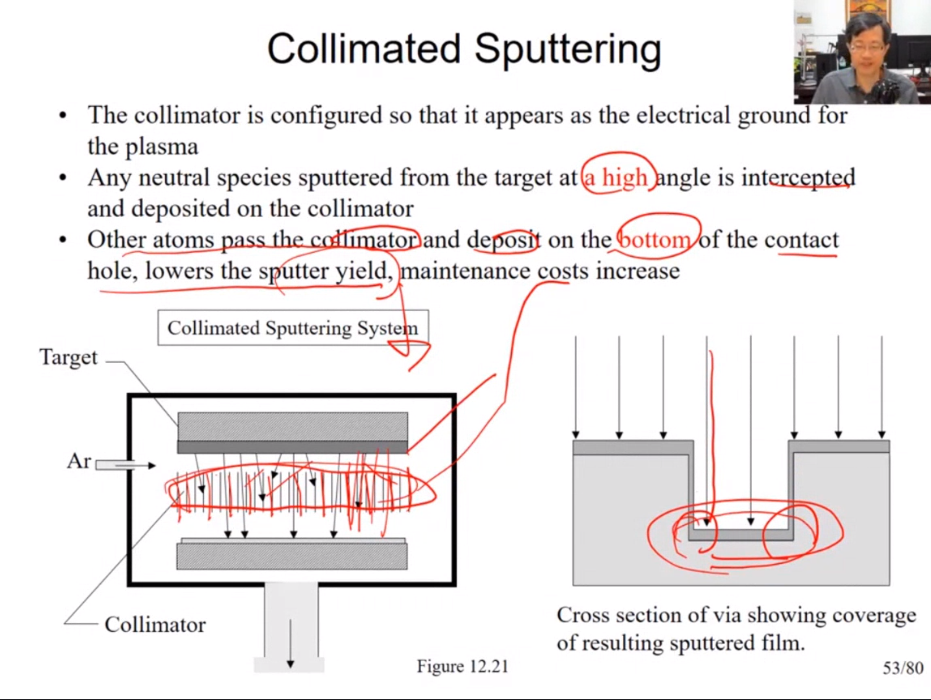 Collimated Sputtering
• The collimator is configured so that it appears as the electrical ground for
the plasma
• Any neutral species sputtered from the target at a high angle is intercepted
and deposited on the collimator
• Other atoms pass the collimator and deposit on the bottom of the contact
hole, lowers the sputter yield, maintenance costs increase
Collimated Sputtering System
Target
Ar
Collimator
Cross section of via showing coverage
of resulting sputtered film.
Figure 12.21
53/80